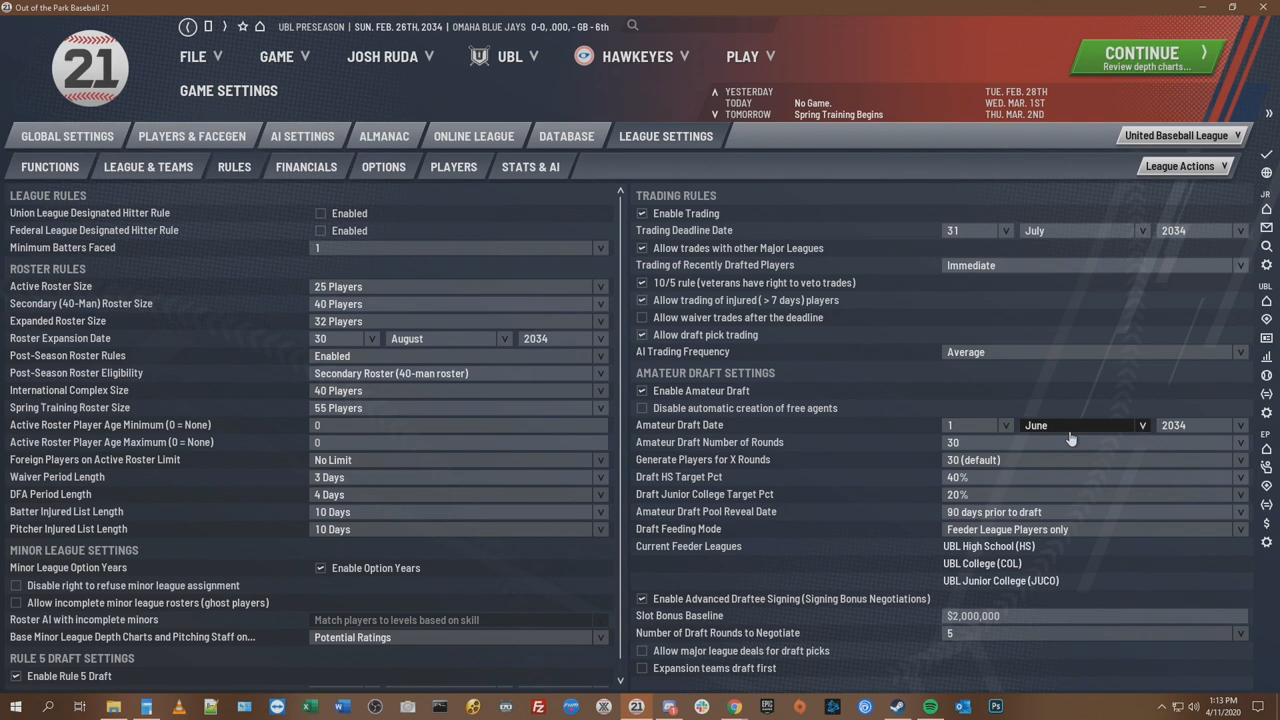 Out of the Park Baseball 21
UBL PRESEASON | SUN. FEB. 26TH, 2034 | OMAHA BLUE JAYS 0-0, .000, - GB - 6th
21
FILE
GAME
JOSH RUDA
UBL
HAWKEYES
PLAY
CONTINUE
Review depth charts...
GAME SETTINGS
YESTERDAY TUE. FEB. 28TH
TODAY No Game. WED. MAR. 1ST
TOMORROW Spring Training Begins THU. MAR. 2ND
GLOBAL SETTINGS PLAYERS & FACEGEN AI SETTINGS ALMANAC ONLINE LEAGUE DATABASE LEAGUE SETTINGS United Baseball League
FUNCTIONS LEAGUE & TEAMS RULES FINANCIALS OPTIONS PLAYERS STATS & AI League Actions
LEAGUE RULES
Union League Designated Hitter Rule Enabled
Federal League Designated Hitter Rule Enabled
Minimum Batters Faced 1
ROSTER RULES
Active Roster Size 25 Players
Secondary (40-Man) Roster Size 40 Players
Expanded Roster Size 32 Players
Roster Expansion Date 30 August 2034
Post-Season Roster Rules Enabled
Post-Season Roster Eligibility Secondary Roster (40-man roster)
International Complex Size 40 Players
Spring Training Roster Size 55 Players
Active Roster Player Age Minimum (0 = None) 0
Active Roster Player Age Maximum (0 = None) 0
Foreign Players on Active Roster Limit No Limit
Waiver Period Length 3 Days
DFA Period Length 4 Days
Batter Injured List Length 10 Days
Pitcher Injured List Length 10 Days
MINOR LEAGUE SETTINGS
Minor League Option Years Enable Option Years
Disable right to refuse minor league assignment
Allow incomplete minor league rosters (ghost players)
Roster AI with incomplete minors Match players to levels based on skill
Base Minor League Depth Charts and Pitching Staff on... Potential Ratings
RULE 5 DRAFT SETTINGS
Enable Rule 5 Draft
TRADING RULES
Enable Trading
Trading Deadline Date 31 July 2034
Allow trades with other Major Leagues
Trading of Recently Drafted Players Immediate
10/5 rule (veterans have right to veto trades)
Allow trading of injured ( > 7 days) players
Allow waiver trades after the deadline
Allow draft pick trading
AI Trading Frequency Average
AMATEUR DRAFT SETTINGS
Enable Amateur Draft
Disable automatic creation of free agents
Amateur Draft Date 1 June 2034
Amateur Draft Number of Rounds 30
Generate Players for X Rounds 30 (default)
Draft HS Target Pct 40%
Draft Junior College Target Pct 20%
Amateur Draft Pool Reveal Date 90 days prior to draft
Draft Feeding Mode Feeder League Players only
Current Feeder Leagues UBL High School (HS)
UBL College (COL)
UBL Junior College (JUCO)
Enable Advanced Draftee Signing (Signing Bonus Negotiations)
Slot Bonus Baseline $2,000,000
Number of Draft Rounds to Negotiate 5
Allow major league deals for draft picks
Expansion teams draft first
JR
UBL
EP
1:13 PM
4/11/2020